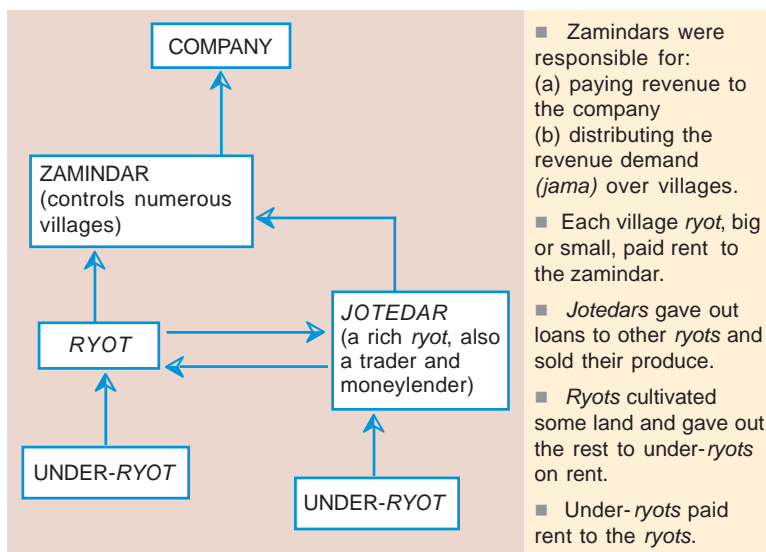 COMPANY
ZAMINDAR
(controls numerous
villages)
RYOT
JOTEDAR
(a rich ryot, also
a trader and
moneylender)
UNDER-RYOT
UNDER-RYOT
■ Zamindars were
responsible for:
(a) paying revenue to
the company
(b) distributing the
revenue demand
(jama) over villages.
■ Each village ryot, big
or small, paid rent to
the zamindar.
■ Jotedars gave out
loans to other ryots and
sold their produce.
■ Ryots cultivated
some land and gave out
the rest to under-ryots
on rent.
■ Under-ryots paid
rent to the ryots.